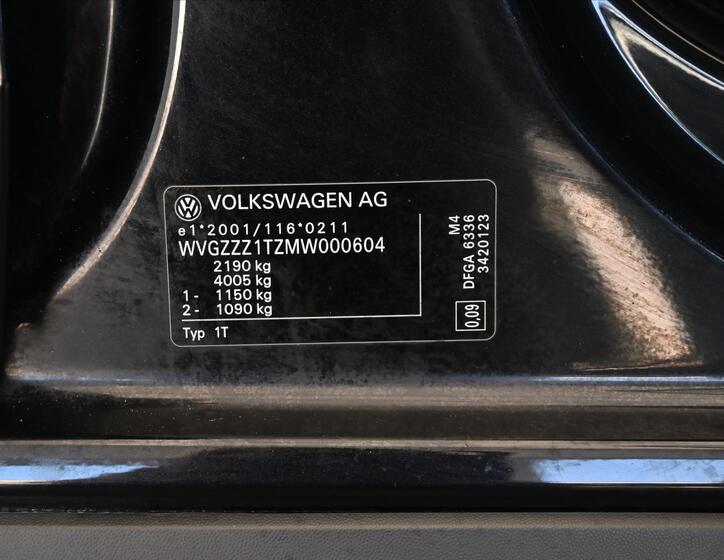 VOLKSWAGEN AG
e1*2001/116*0211
WVGZZZ1TZMW000604
2190 kg
4005 kg
1- 1150 kg
2- 1090 kg
Typ 1T
M4
DFGA 6336
3420123
0,09